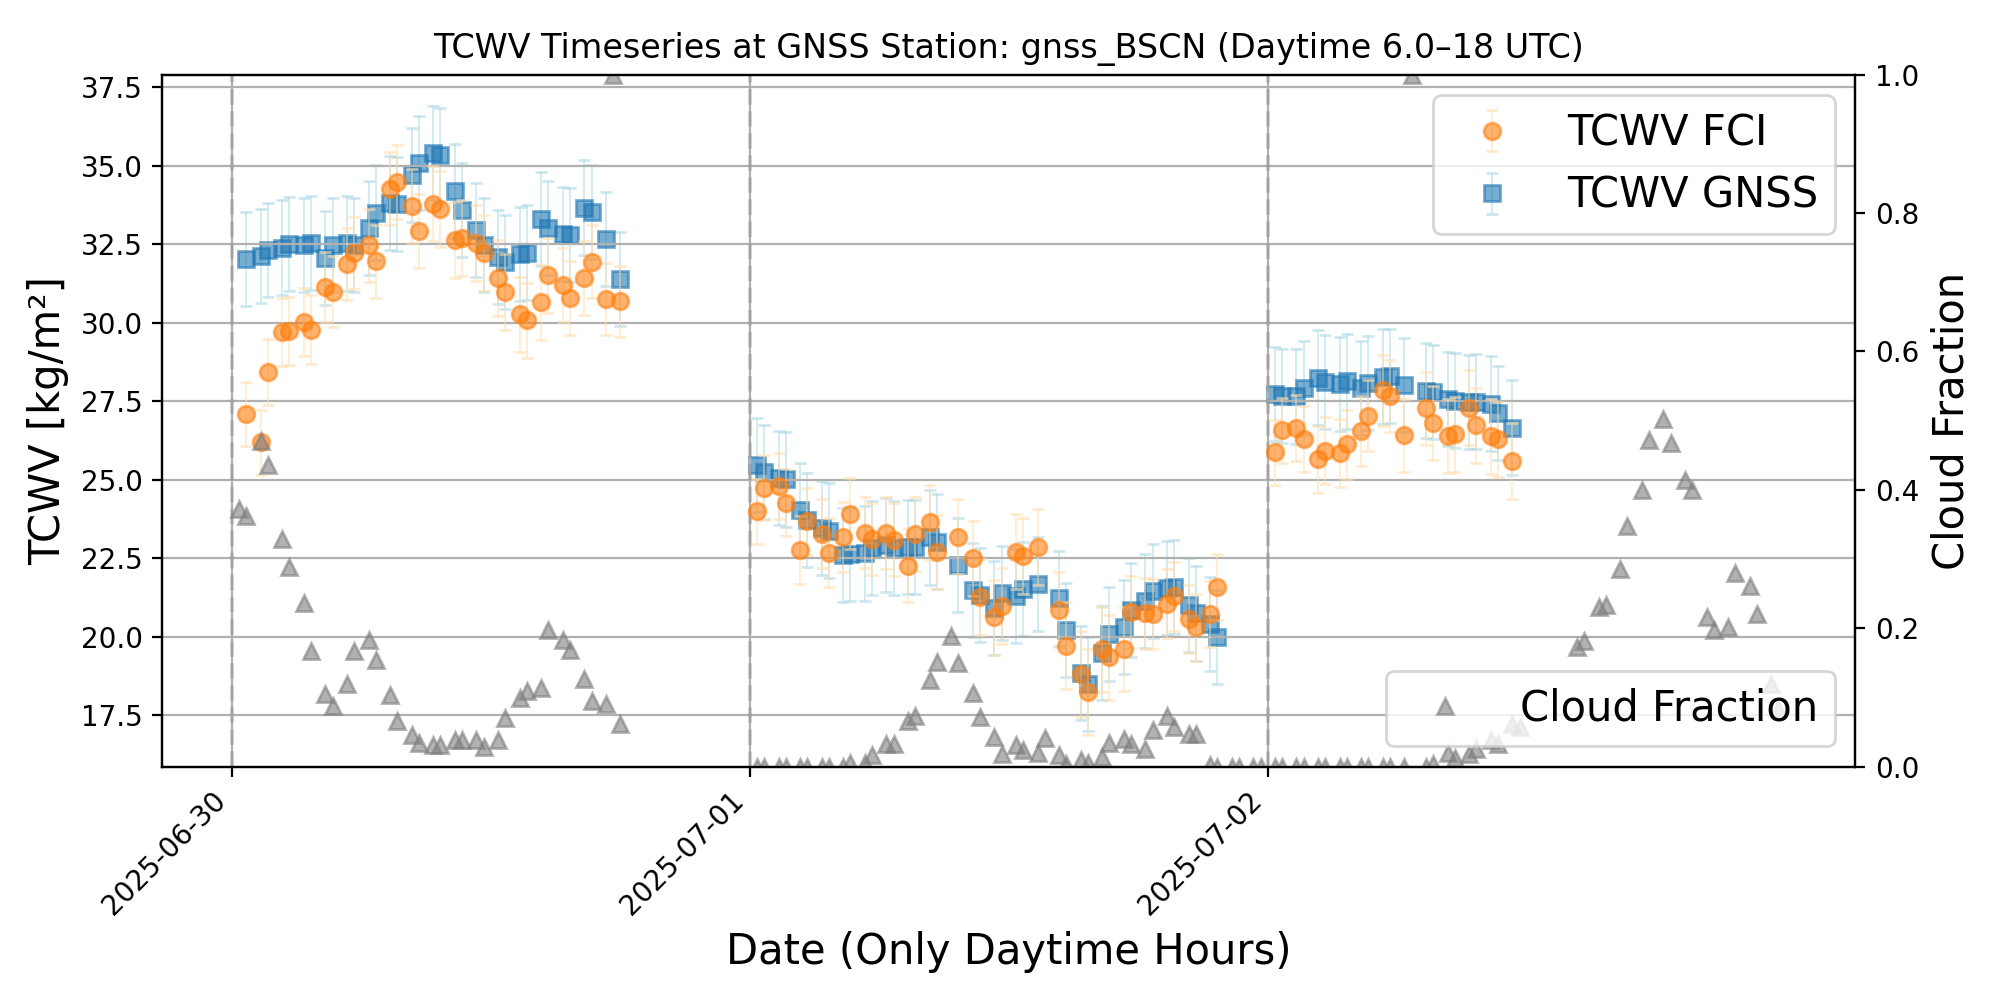 TCWV Timeseries at GNSS Station: gnss_BSCN (Daytime 6.0–18 UTC)
37.5
35.0
32.5
30.0
27.5
25.0
22.5
20.0
17.5
TCWV [kg/m²]
1.0
0.8
0.6
0.4
0.2
0.0
Cloud Fraction
TCWV FCI
TCWV GNSS
Cloud Fraction
2025-06-30
2025-07-01
2025-07-02
Date (Only Daytime Hours)